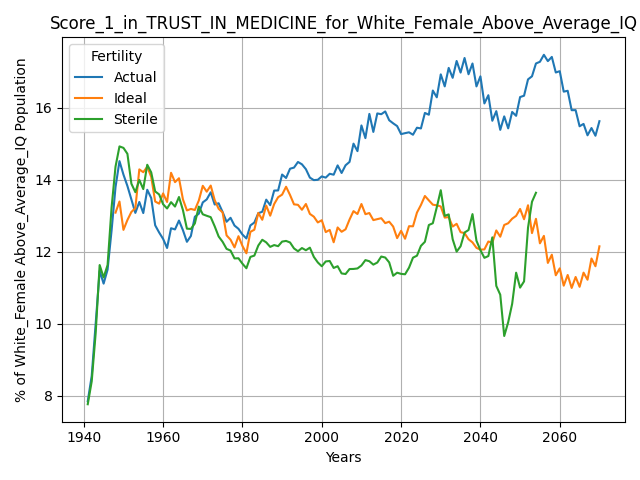 Score_1_in_TRUST_IN_MEDICINE_for_White_Female_Above_Average_IQ
% of White_Female Above_Average_IQ Population
Fertility
Actual
Ideal
Sterile
16
14
12
10
8
1940 1960 1980 2000 2020 2040 2060
Years